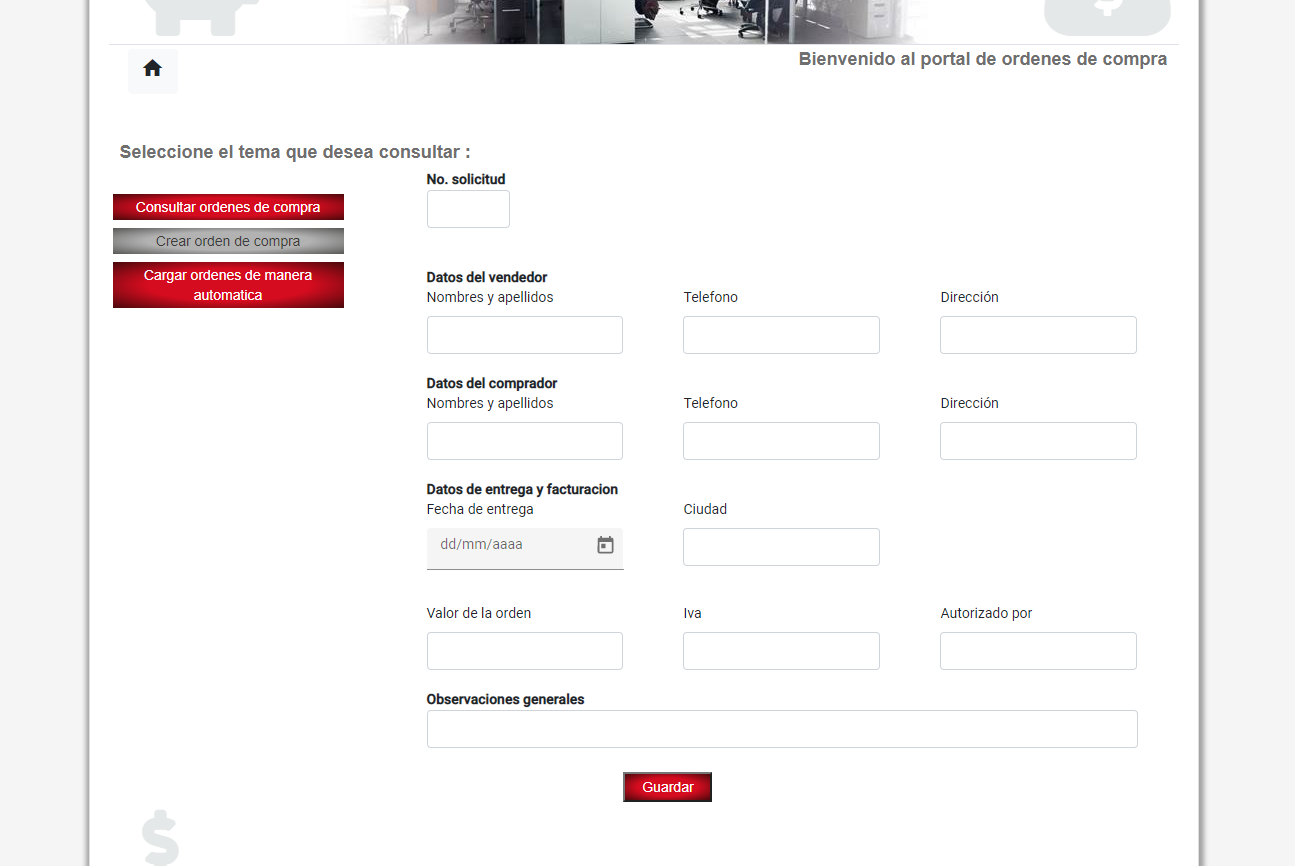 Bienvenido al portal de ordenes de compra
Seleccione el tema que desea consultar :
Consultar ordenes de compra
Crear orden de compra
Cargar ordenes de manera
automatica
No. solicitud
Datos del vendedor
Nombres y apellidos
Telefono
Dirección
Datos del comprador
Nombres y apellidos
Telefono
Dirección
Datos de entrega y facturacion
Fecha de entrega
Ciudad
dd/mm/aaaa
Valor de la orden
Iva
Autorizado por
Observaciones generales
Guardar